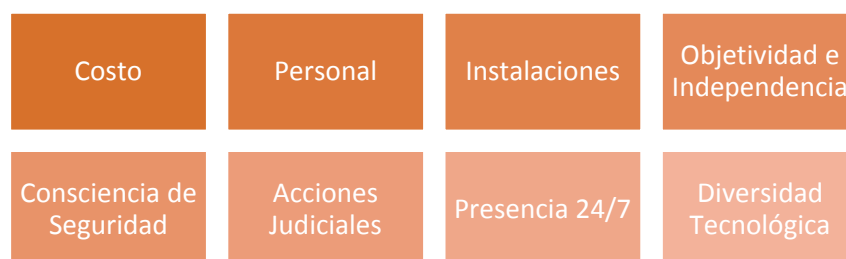 Costo
Personal
Instalaciones
Objetividad e
Independencia
Consciencia de
Seguridad
Acciones
Judiciales
Presencia 24/7
Diversidad
Tecnológica